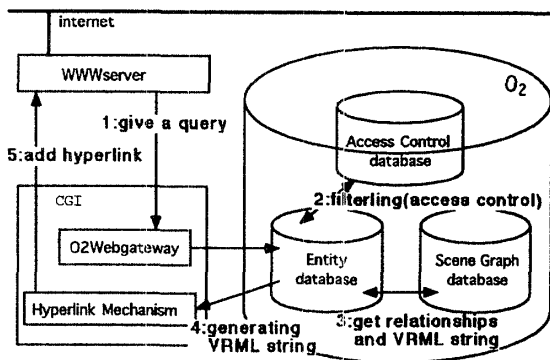 internet
WWWserver
O2
1:give a query
Access Control
database
5:add hyperlink
2:filterling(access control)
CGI
O2Webgateway
Entity
database
Scene Graph
database
Hyperlink Mechanism
4:generating
VRML string
3:get relationships
and VRML string